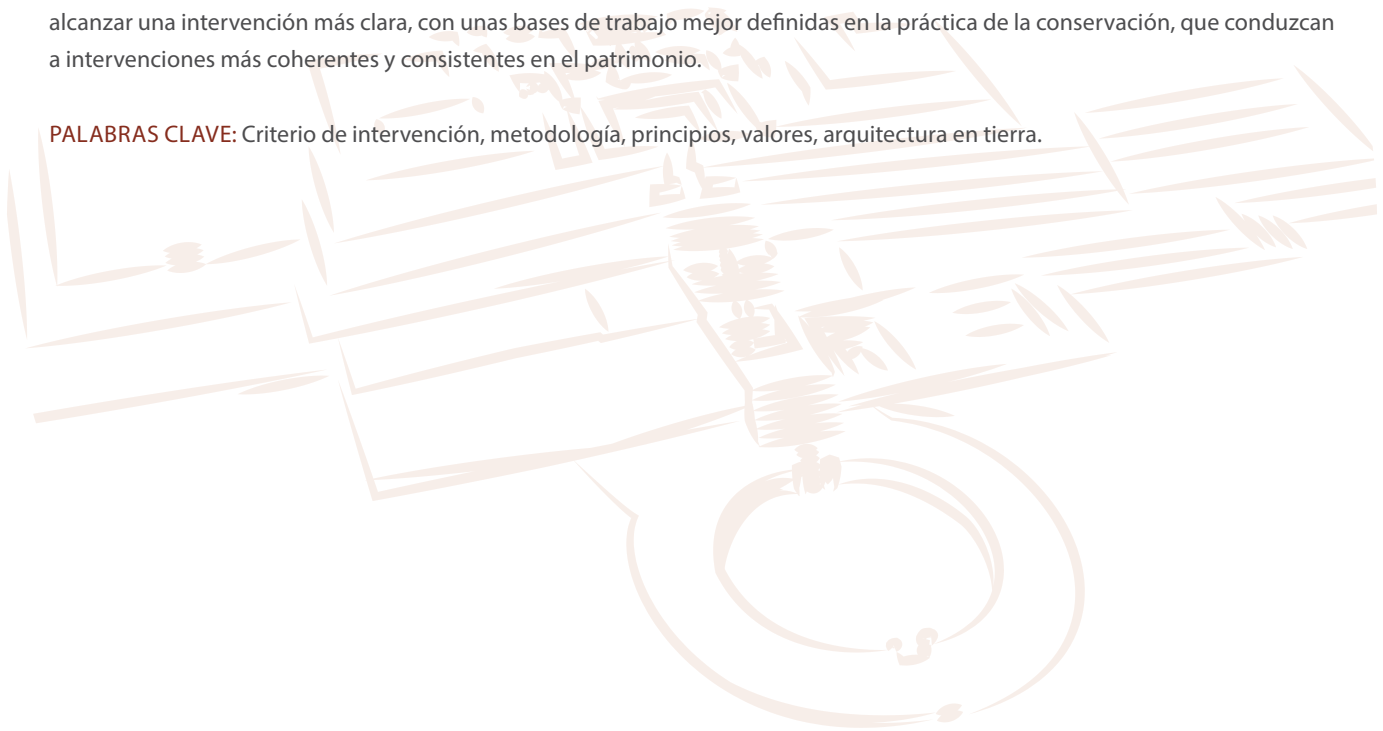 alcanzar una intervención más clara, con unas bases de trabajo mejor definidas en la práctica de la conservación, que conduzcan
a intervenciones más coherentes y consistentes en el patrimonio.
PALABRAS CLAVE: Criterio de intervención, metodología, principios, valores, arquitectura en tierra.